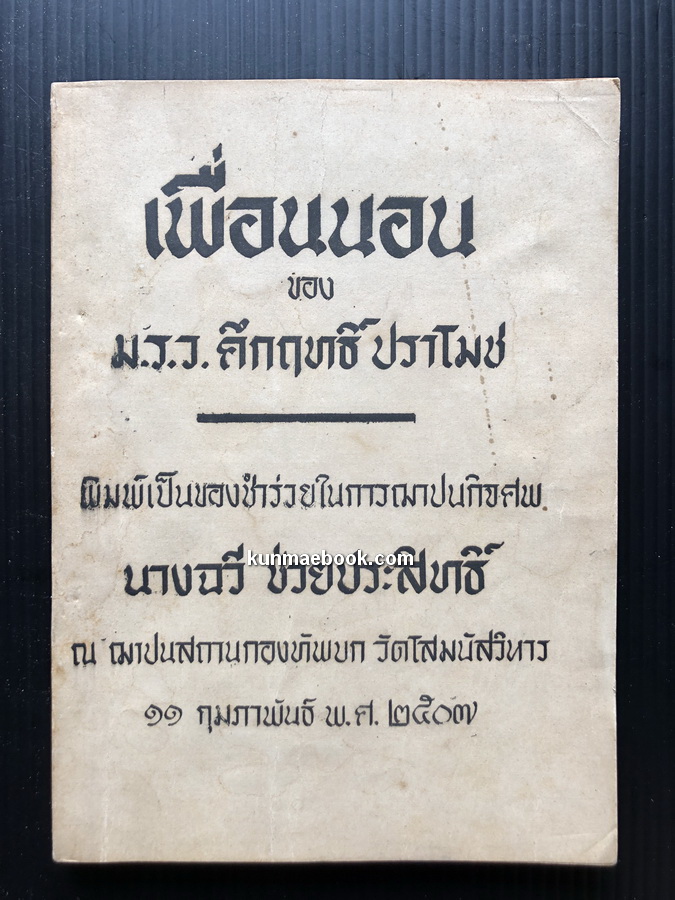 เพื่อนนอน
ของ
ม.ร.ว. คึกฤทธิ์ ปราโมช
พิมพ์เป็นของชำร่วยในการฌาปนกิจศพ
kunmaebook.com
นางฉวี ช่วยประสิทธิ์
ณ ฌาปนสถานกองทัพบก วัดโสมนัสวิหาร
๑๑ กุมภาพันธ์ พ.ศ. ๒๕๐๗